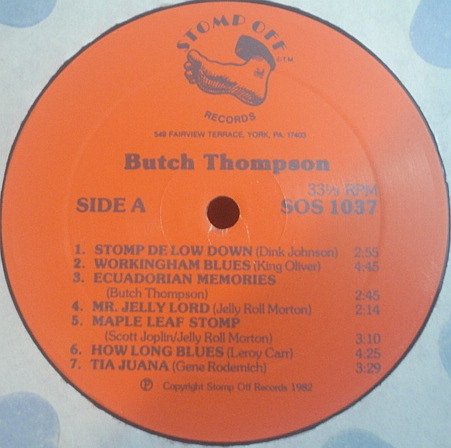 STOMP OFF
TM
RECORDS
549 FAIRVIEW TERRACE, YORK, PA. 17403
Butch Thompson
33⅓ RPM
SIDE A SOS 1037
1. STOMP DE LOW DOWN (Dink Johnson) 2:55
2. WORKINGHAM BLUES (King Oliver) 4:45
3. ECUADORIAN MEMORIES
(Butch Thompson) 2:45
4. MR. JELLY LORD (Jelly Roll Morton) 2:14
5. MAPLE LEAF STOMP
(Scott Joplin/Jelly Roll Morton) 3:10
6. HOW LONG BLUES (Leroy Carr) 4:25
7. TIA JUANA (Gene Rodemich) 3:29
Ⓟ Copyright Stomp Off Records 1982